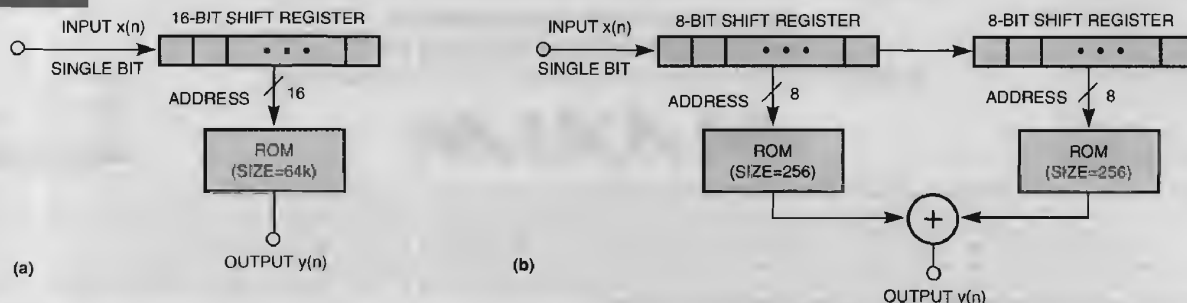 INPUT x(n)
16-BIT SHIFT REGISTER
SINGLE BIT
ADDRESS
16
ROM
(SIZE=64k)
OUTPUT y(n)
(a)
INPUT x(n)
8-BIT SHIFT REGISTER
8-BIT SHIFT REGISTER
SINGLE BIT
ADDRESS
8
ADDRESS
8
ROM
(SIZE=256)
ROM
(SIZE=256)
+
OUTPUT y(n)
(b)